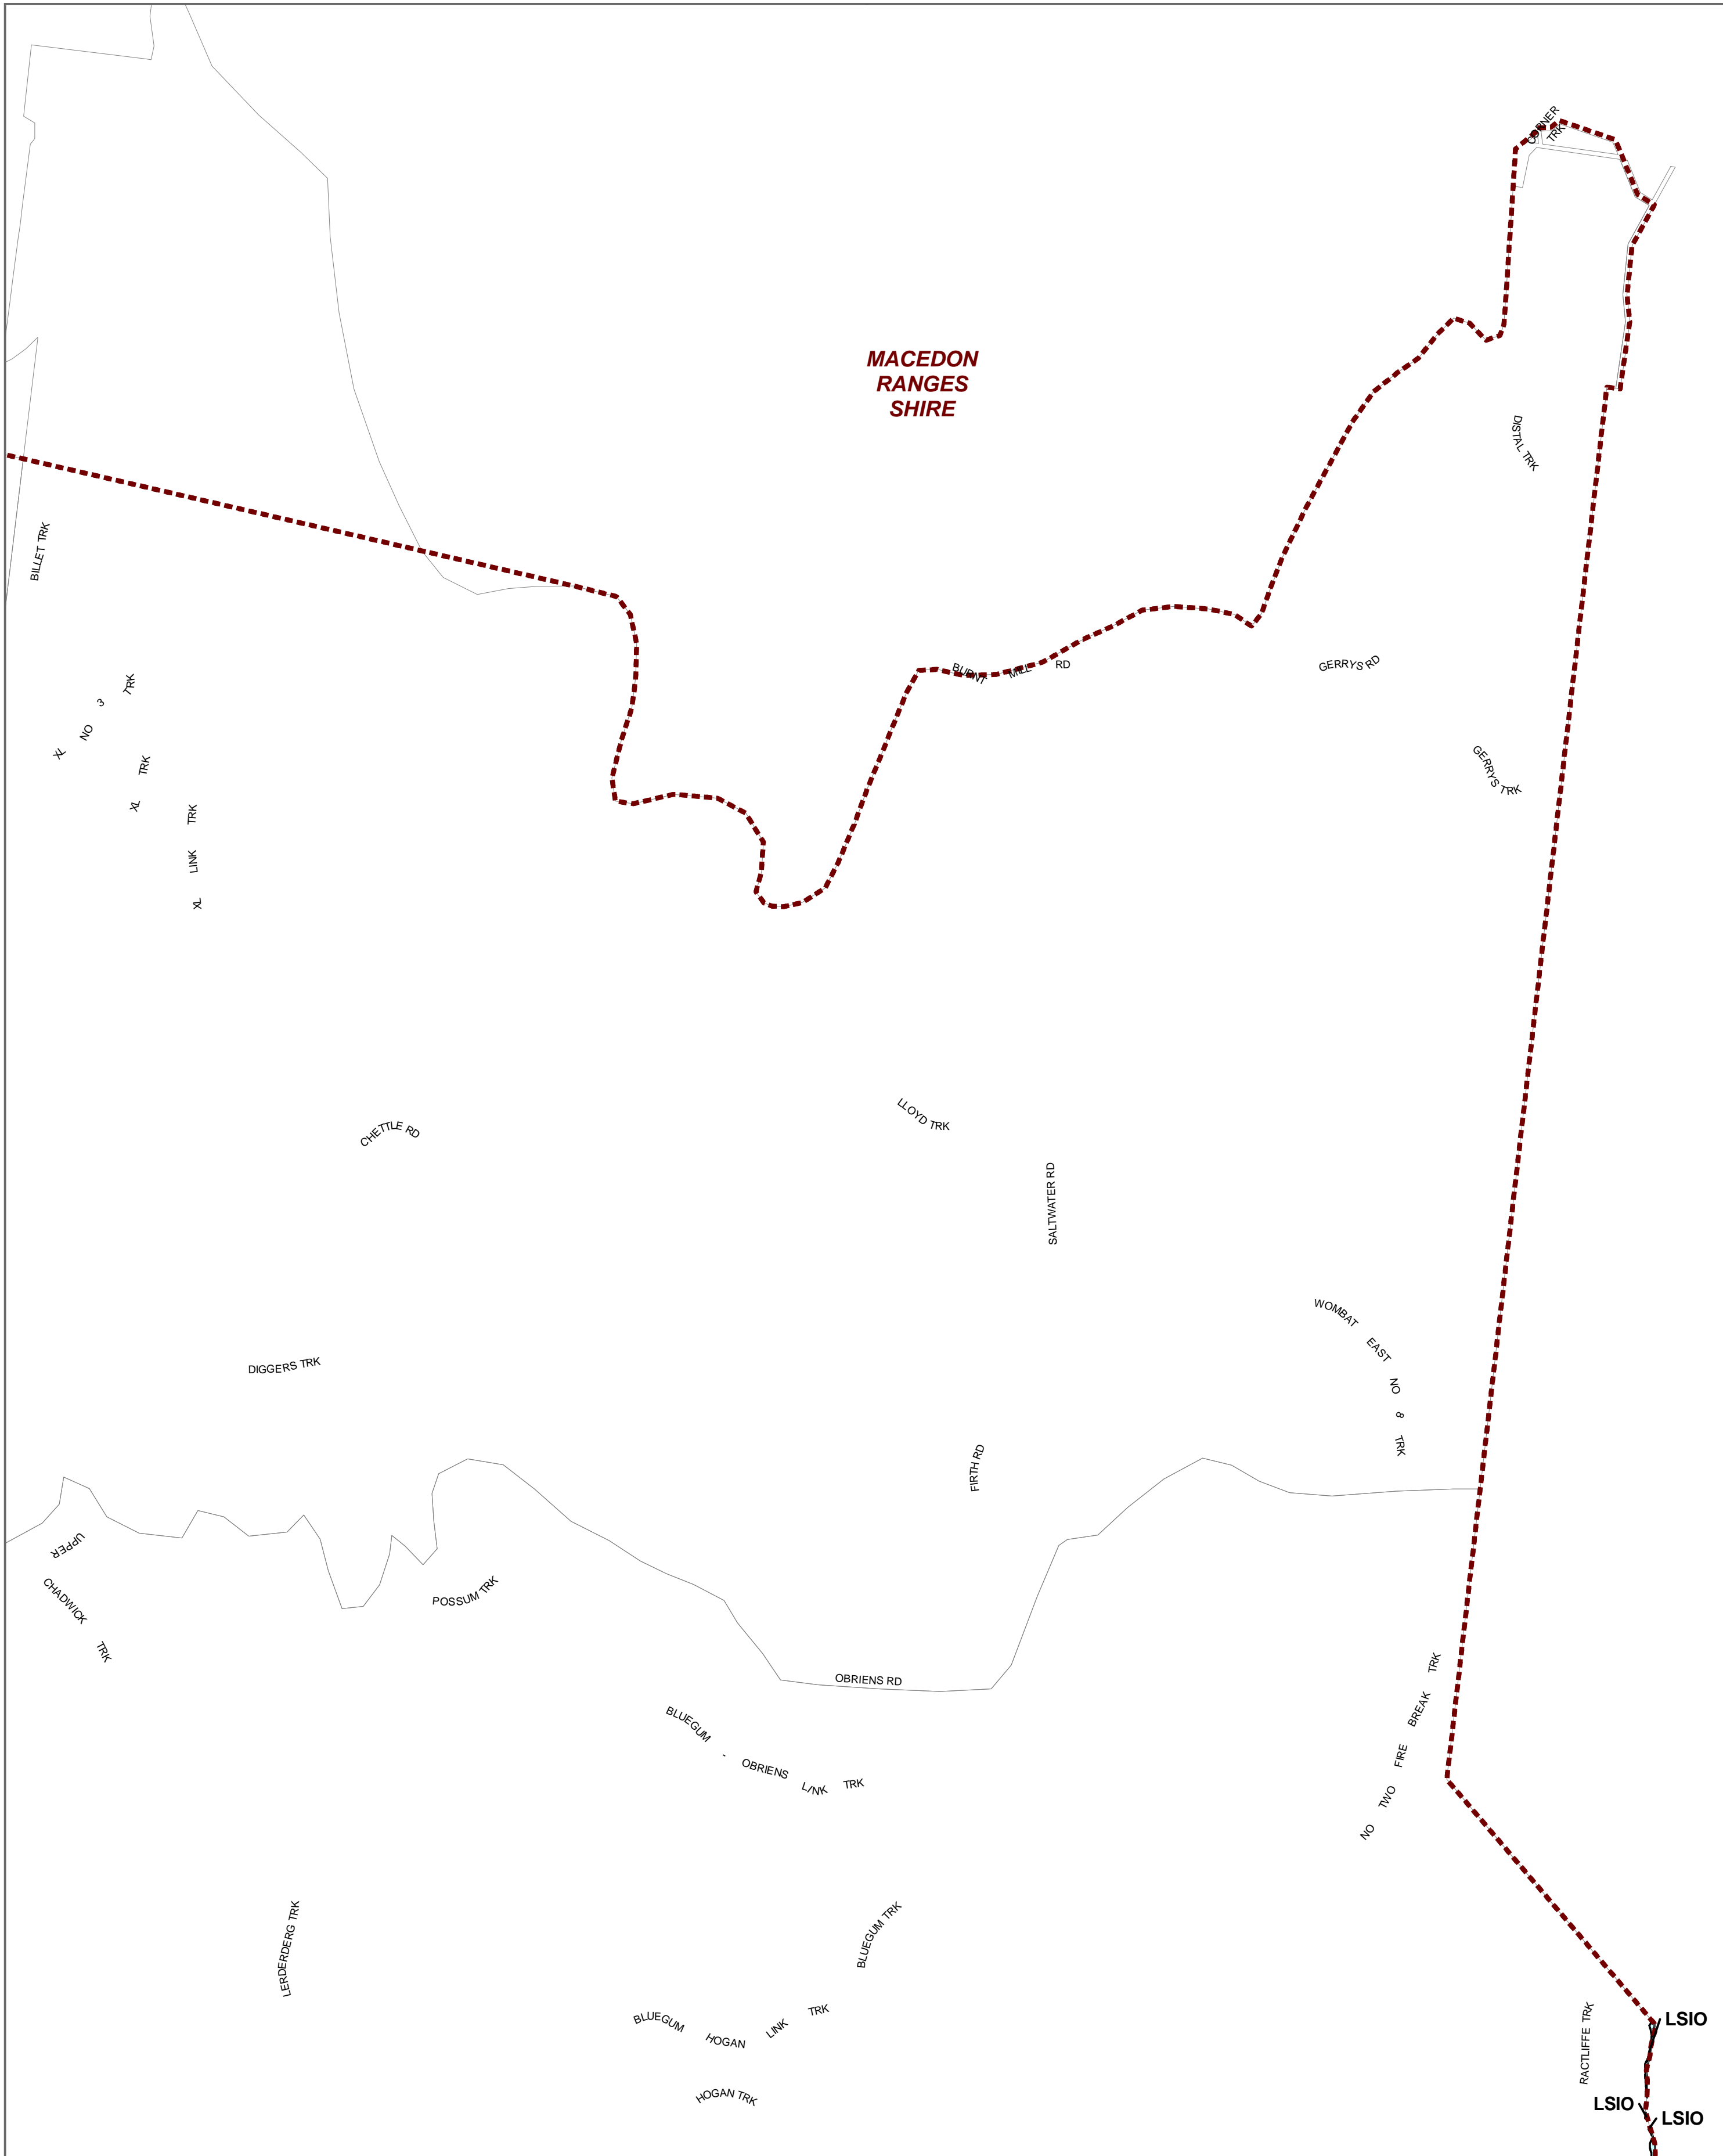 CORNER
TRK
MACEDON
RANGES
SHIRE
DISTAL TRK
BILLET TRK
BURNT MILL RD
GERRYS RD
XL NO 3 TRK
GERRYS TRK
XL TRK
XL LINK TRK
LLOYD TRK
CHETTLE RD
SALTWATER RD
WOMBAT EAST NO 8 TRK
DIGGERS TRK
FIRTH RD
UPPER
CHADWICK TRK
POSSUM TRK
OBRIENS RD
NO TWO FIRE BREAK TRK
BLUEGUM - OBRIENS LINK TRK
LERDERDERG TRK
BLUEGUM TRK
BLUEGUM HOGAN LINK TRK
RACTLIFFE TRK
LSIO
HOGAN TRK
LSIO
LSIO